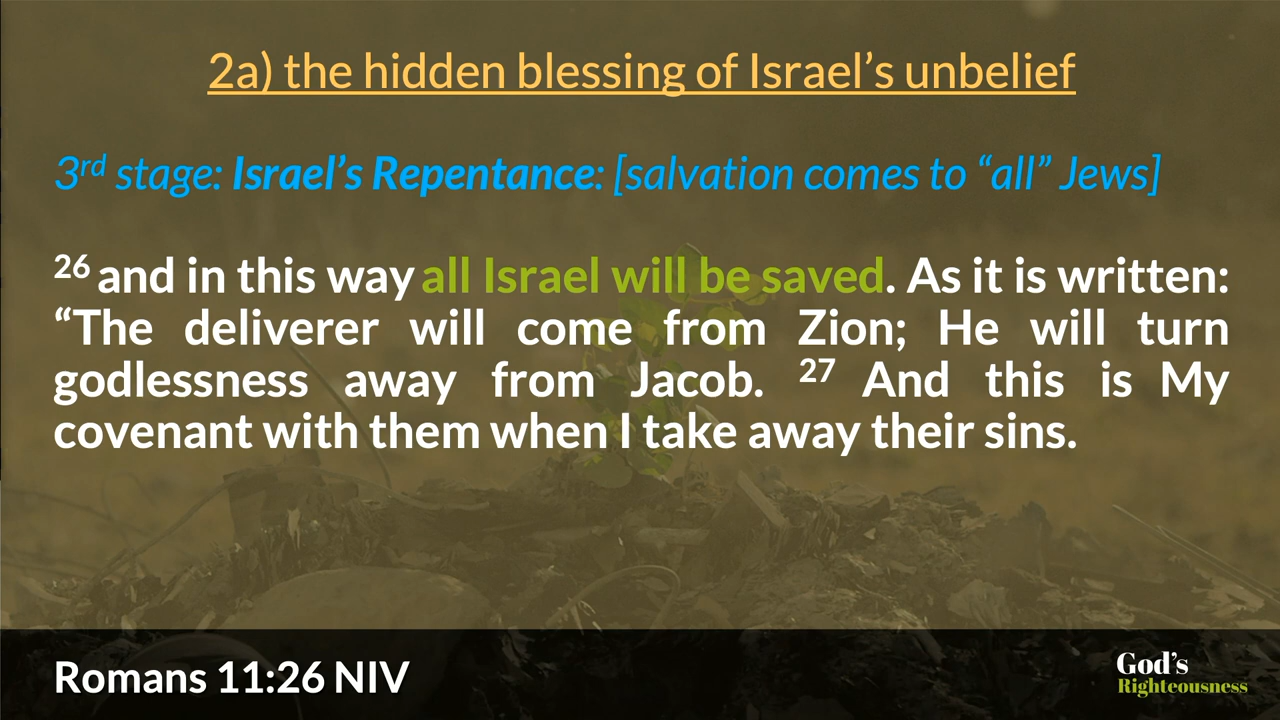 2a) the hidden blessing of Israel’s unbelief
3rd stage: Israel’s Repentance: [salvation comes to “all” Jews]
26 and in this way all Israel will be saved. As it is written:
“The deliverer will come from Zion; He will turn
godlessness away from Jacob. 27 And this is My
covenant with them when I take away their sins.
Romans 11:26 NIV
God’s
Righteousness